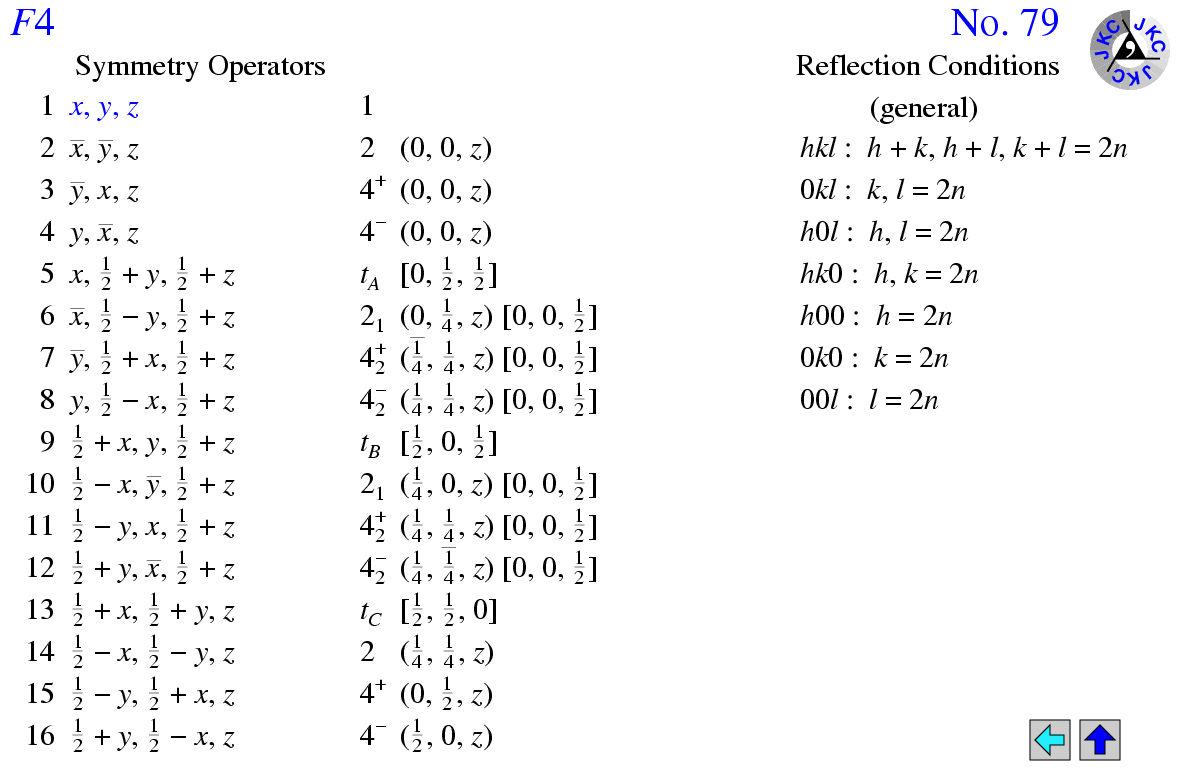 F4 No. 79
Symmetry Operators Reflection Conditions
1 x, y, z 1 (general)
2 x̅, y̅, z 2 (0, 0, z) hkl : h + k, h + l, k + l = 2n
3 y̅, x, z 4⁺ (0, 0, z) 0kl : k, l = 2n
4 y, x̅, z 4⁻ (0, 0, z) h0l : h, l = 2n
5 x, 1/2 + y, 1/2 + z t_A [0, 1/2, 1/2] hk0 : h, k = 2n
6 x̅, 1/2 − y, 1/2 + z 2₁ (0, 1/4, z) [0, 0, 1/2] h00 : h = 2n
7 y̅, 1/2 + x, 1/2 + z 4₂⁺ (1̅/4, 1/4, z) [0, 0, 1/2] 0k0 : k = 2n
8 y, 1/2 − x, 1/2 + z 4₂⁻ (1/4, 1/4, z) [0, 0, 1/2] 00l : l = 2n
9 1/2 + x, y, 1/2 + z t_B [1/2, 0, 1/2]
10 1/2 − x, y̅, 1/2 + z 2₁ (1/4, 0, z) [0, 0, 1/2]
11 1/2 − y, x, 1/2 + z 4₂⁺ (1/4, 1/4, z) [0, 0, 1/2]
12 1/2 + y, x̅, 1/2 + z 4₂⁻ (1/4, 1̅/4, z) [0, 0, 1/2]
13 1/2 + x, 1/2 + y, z t_C [1/2, 1/2, 0]
14 1/2 − x, 1/2 − y, z 2 (1/4, 1/4, z)
15 1/2 − y, 1/2 + x, z 4⁺ (0, 1/2, z)
16 1/2 + y, 1/2 − x, z 4⁻ (1/2, 0, z)
JKC JKC JKC